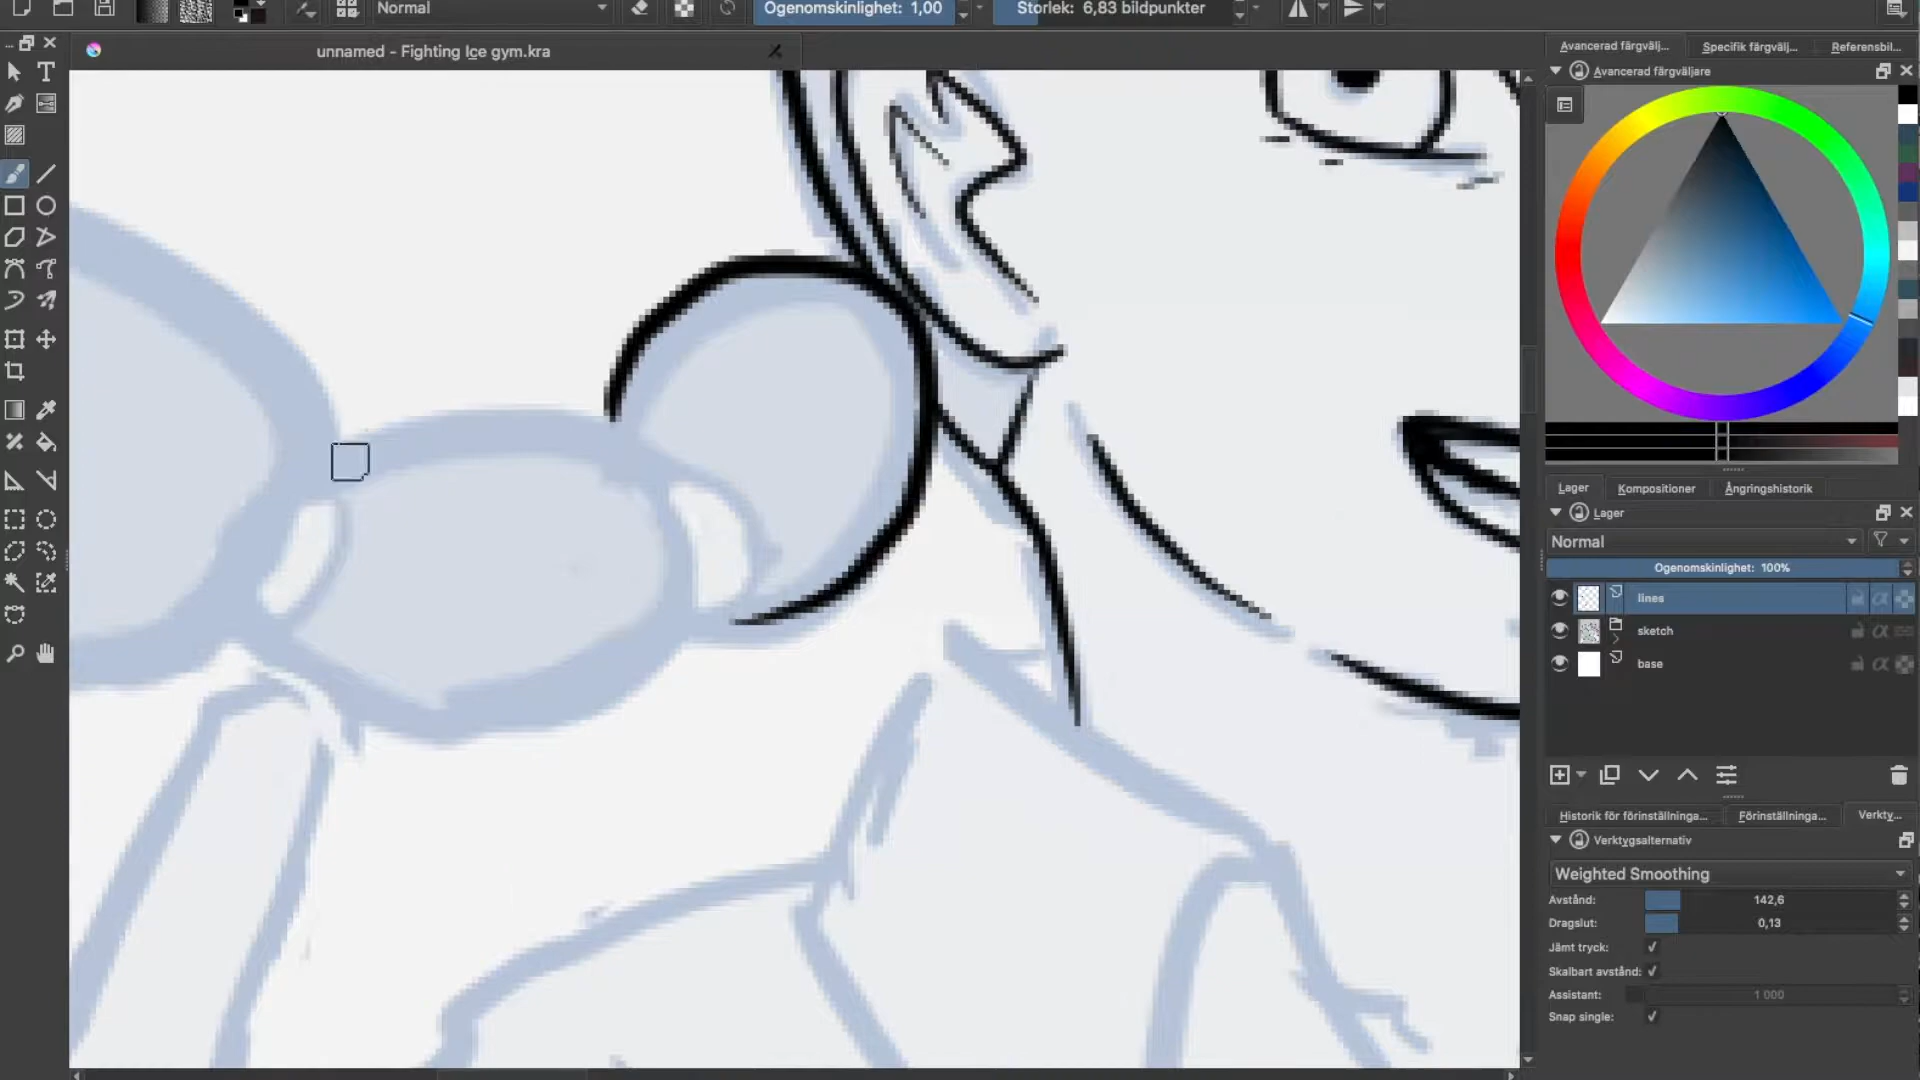 Normal
Ogenomskinlighet: 1,00
Storlek: 6,83 bildpunkter
unnamed - Fighting Ice gym.kra
Avancerad färgvälj...
Specifik färgvälj...
Referensbil...
Avancerad färgväljare
Lager
Kompositioner
Ångringshistorik
Lager
Normal
Ogenomskinlighet: 100%
lines
sketch
base
Historik för förinställninga...
Förinställninga...
Verkty...
Verktygsalternativ
Weighted Smoothing
Avstånd:
142,6
Dragslut:
0,13
Jämt tryck:
Skalbart avstånd:
Assistant:
1 000
Snap single: